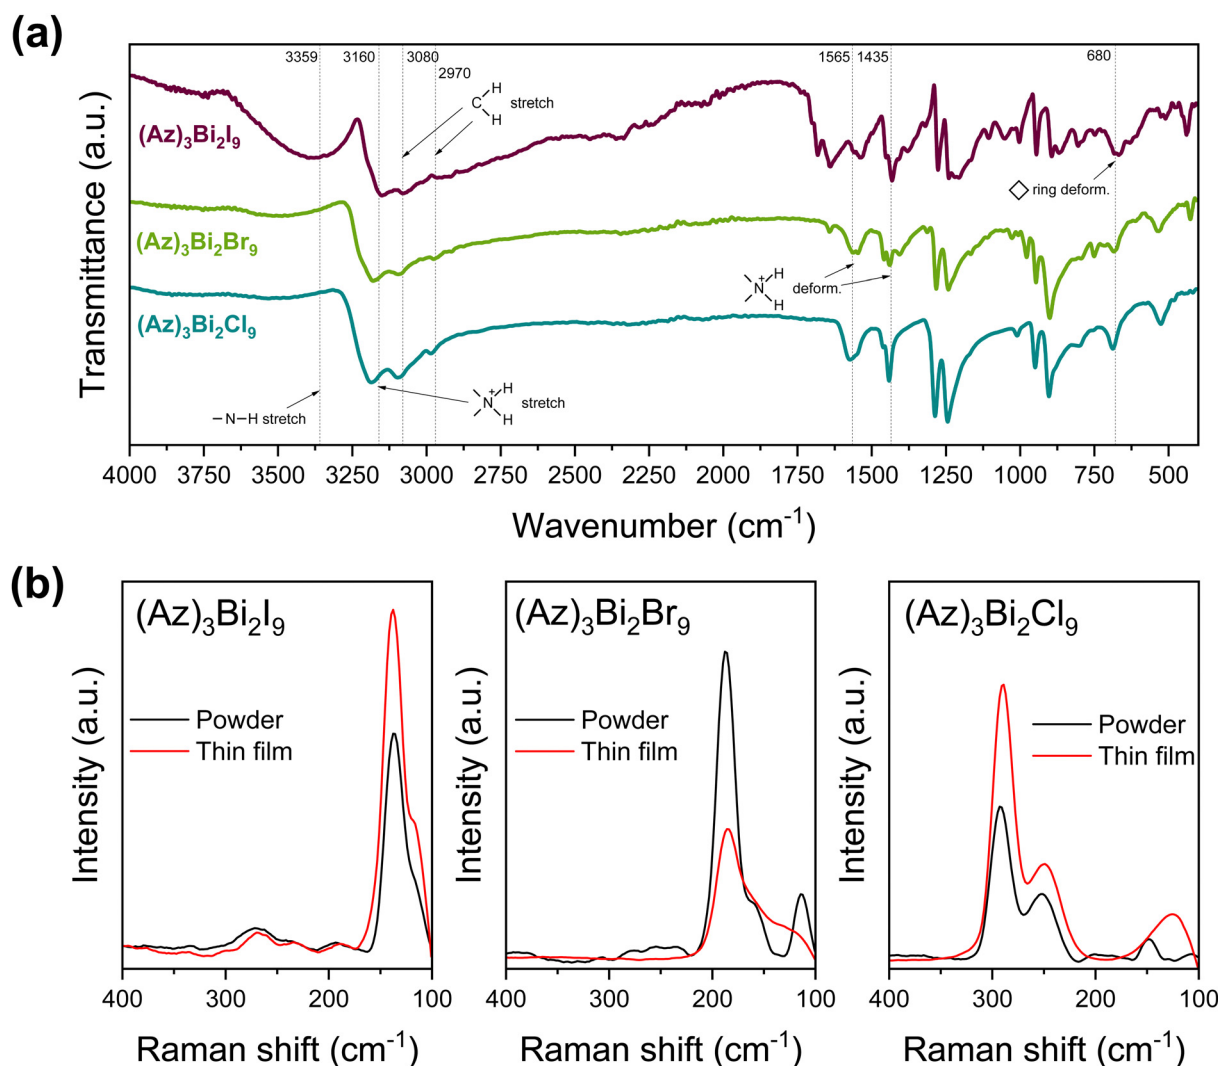 (a)
3359 3160 3080 2970 1565 1435 680
Transmittance (a.u.)
(Az)₃Bi₂I₉
(Az)₃Bi₂Br₉
(Az)₃Bi₂Cl₉
C H H stretch
ring deform.
N + H H deform.
N + H H stretch
–N–H stretch
4000 3750 3500 3250 3000 2750 2500 2250 2000 1750 1500 1250 1000 750 500
Wavenumber (cm⁻¹)
(b)
(Az)₃Bi₂I₉
Powder
Thin film
Intensity (a.u.)
400 300 200 100
Raman shift (cm⁻¹)
(Az)₃Bi₂Br₉
Powder
Thin film
Intensity (a.u.)
400 300 200 100
Raman shift (cm⁻¹)
(Az)₃Bi₂Cl₉
Powder
Thin film
Intensity (a.u.)
400 300 200 100
Raman shift (cm⁻¹)